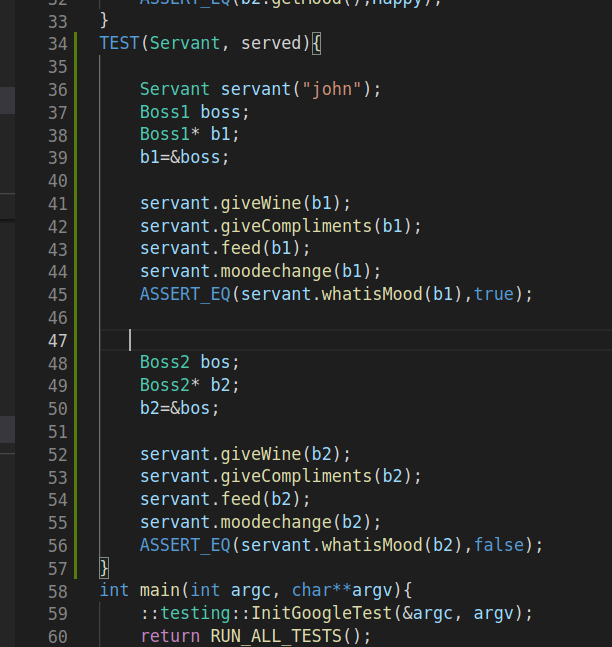 32 ASSERT_EQ(b2.getMood(),happy);
33 }
34 TEST(Servant, served){
35
36 Servant servant("john");
37 Boss1 boss;
38 Boss1* b1;
39 b1=&boss;
40
41 servant.giveWine(b1);
42 servant.giveCompliments(b1);
43 servant.feed(b1);
44 servant.moodechange(b1);
45 ASSERT_EQ(servant.whatisMood(b1),true);
46
47
48 Boss2 bos;
49 Boss2* b2;
50 b2=&bos;
51
52 servant.giveWine(b2);
53 servant.giveCompliments(b2);
54 servant.feed(b2);
55 servant.moodechange(b2);
56 ASSERT_EQ(servant.whatisMood(b2),false);
57 }
58 int main(int argc, char**argv){
59 ::testing::InitGoogleTest(&argc, argv);
60 return RUN_ALL_TESTS();